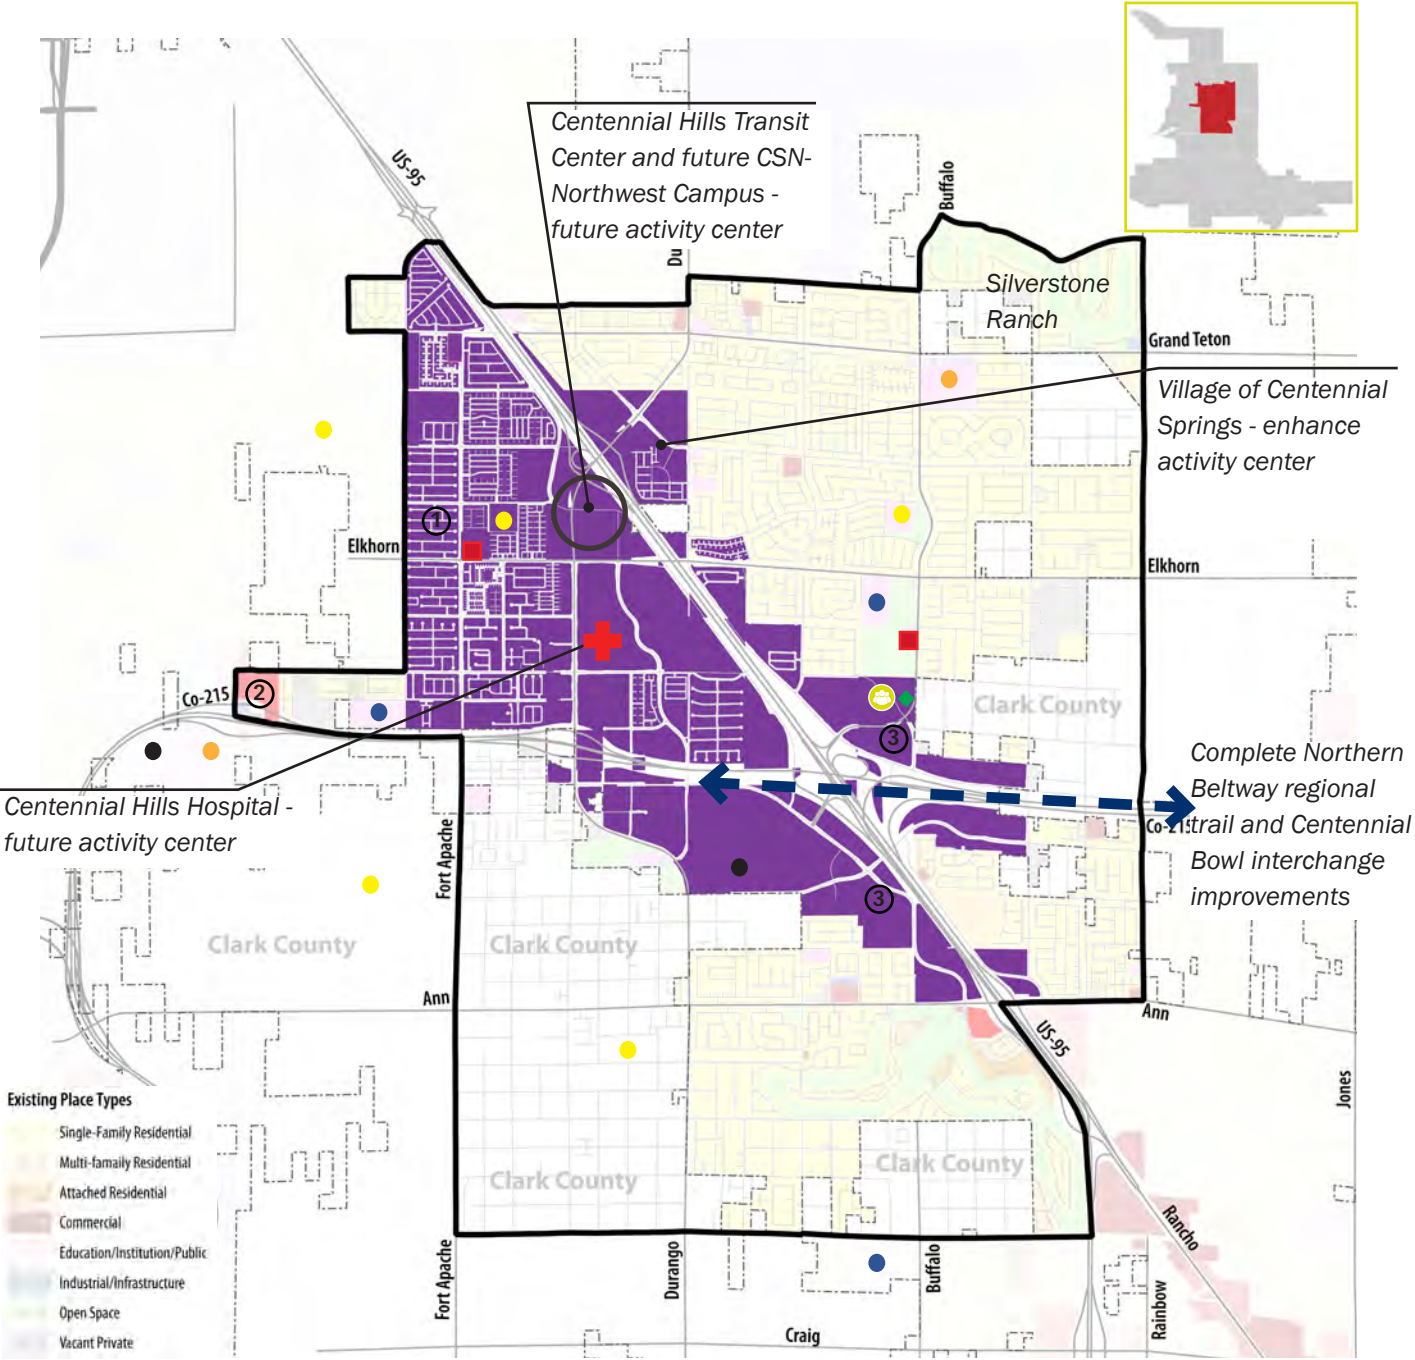 US-95
Centennial Hills Transit
Center and future CSN-
Northwest Campus -
future activity center
Du
Buffalo
Silverstone
Ranch
Grand Teton
Village of Centennial
Springs - enhance
activity center
1
Elkhorn
Elkhorn
Co-215
2
Clark County
3
Complete Northern
Beltway regional
trail and Centennial
Bowl interchange
improvements
Co-215
Centennial Hills Hospital -
future activity center
Fort Apache
3
Clark County
Clark County
Ann
Ann
US-95
Jones
Existing Place Types
Single-Family Residential
Multi-famaily Residential
Attached Residential
Commercial
Education/Institution/Public
Industrial/Infrastructure
Open Space
Vacant Private
Clark County
Clark County
Rancho
Fort Apache
Durango
Buffalo
Rainbow
Craig